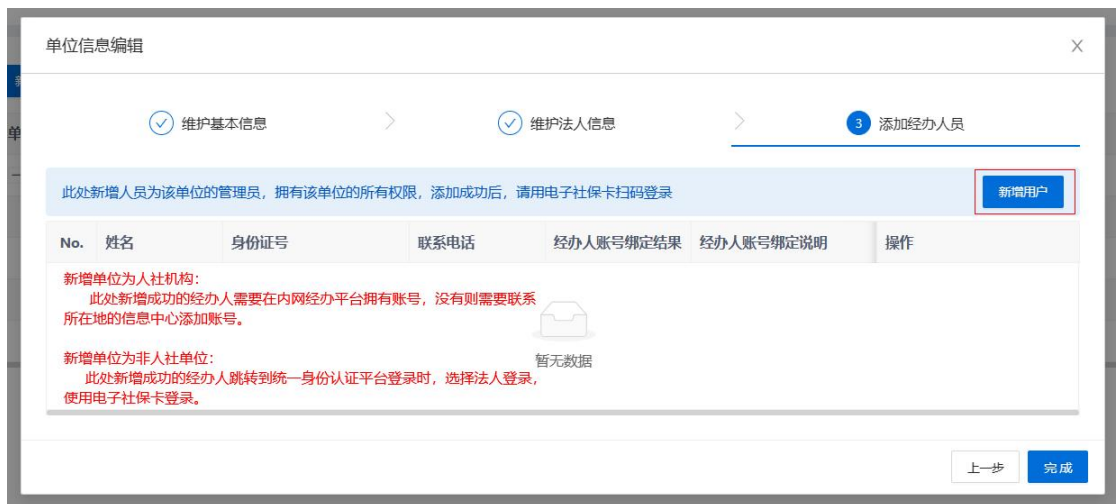 单位信息编辑
维护基本信息
维护法人信息
3 添加经办人员
此处新增人员为该单位的管理员，拥有该单位的所有权限，添加成功后，请用电子社保卡扫码登录
新增用户
No. 姓名 身份证号 联系电话 经办人账号绑定结果 经办人账号绑定说明 操作
新增单位为人社机构：
此处新增成功的经办人需要在内网经办平台拥有账号，没有则需要联系
所在地的信息中心添加账号。
新增单位为非人社单位：
此处新增成功的经办人跳转到统一身份认证平台登录时，选择法人登录，
使用电子社保卡登录。
暂无数据
上一步 完成